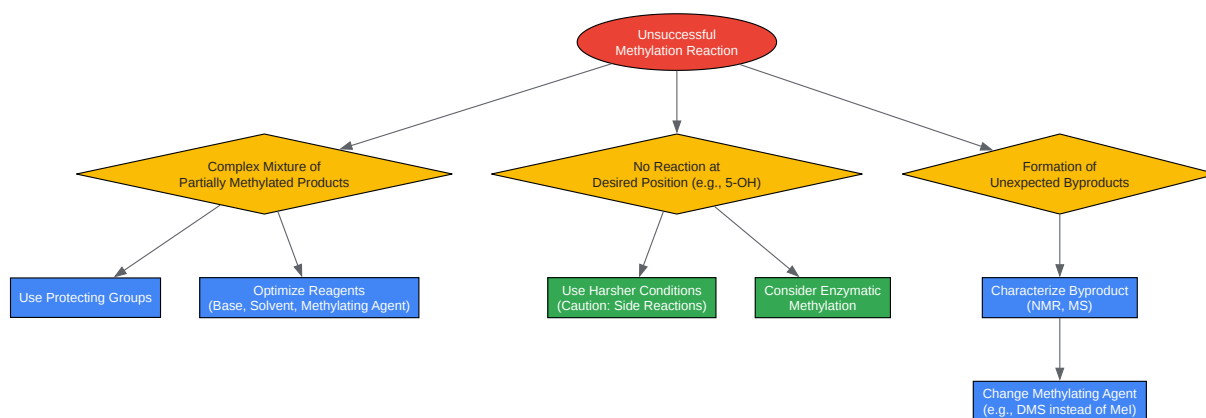 Unsuccessful
Methylation Reaction
Complex Mixture of
Partially Methylated Products
No Reaction at
Desired Position (e.g., 5-OH)
Formation of
Unexpected Byproducts
Use Protecting Groups
Optimize Reagents
(Base, Solvent, Methylating Agent)
Use Harsher Conditions
(Caution: Side Reactions)
Consider Enzymatic
Methylation
Characterize Byproduct
(NMR, MS)
Change Methylating Agent
(e.g., DMS instead of MeI)